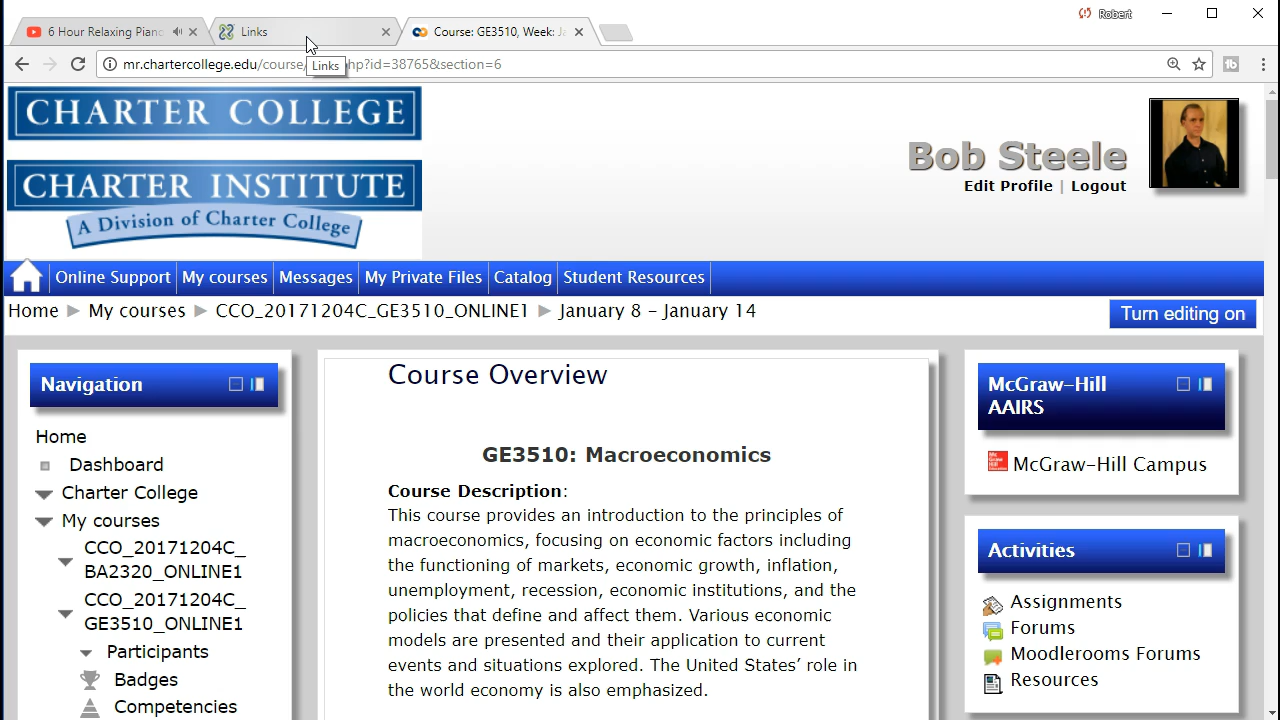 6 Hour Relaxing Pianc
Links
Course: GE3510, Week: Ja
Robert
mr.chartercollege.edu/course/
hp?id=38765&section=6
Links
CHARTER COLLEGE
CHARTER INSTITUTE
A Division of Charter College
Bob Steele
Edit Profile | Logout
Online Support
My courses
Messages
My Private Files
Catalog
Student Resources
Home ▶ My courses ▶ CCO_20171204C_GE3510_ONLINE1 ▶ January 8 - January 14
Turn editing on
Navigation
Home
Dashboard
Charter College
My courses
CCO_20171204C_
BA2320_ONLINE1
CCO_20171204C_
GE3510_ONLINE1
Participants
Badges
Competencies
Course Overview
GE3510: Macroeconomics
Course Description:
This course provides an introduction to the principles of
macroeconomics, focusing on economic factors including
the functioning of markets, economic growth, inflation,
unemployment, recession, economic institutions, and the
policies that define and affect them. Various economic
models are presented and their application to current
events and situations explored. The United States’ role in
the world economy is also emphasized.
McGraw-Hill
AAIRS
McGraw-Hill Campus
Activities
Assignments
Forums
Moodlerooms Forums
Resources